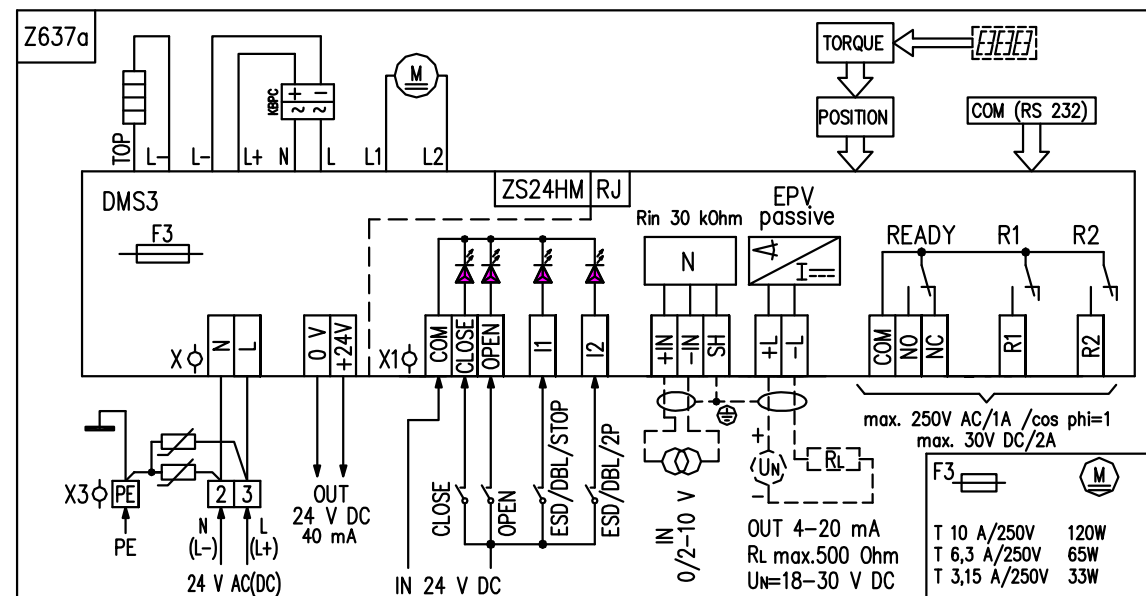 Z637a
TORQUE
8888
POSITION
COM (RS 232)
KBPC
+ −
~ ~
M
TOP L- L- L+ N L L1 L2
DMS3
ZS24HM RJ
F3
Rin 30 kOhm
N
EPV
passive
I
READY R1 R2
X
N
L
0 V
+24V
X1
COM
CLOSE
OPEN
I1
I2
+IN
-IN
SH
+L
-L
COM
NO
NC
R1
R2
max. 250V AC/1A /cos phi=1
max. 30V DC/2A
X3
PE
2 3
PE
N
(L-)
L
(L+)
24 V AC(DC)
OUT
24 V DC
40 mA
CLOSE
OPEN
ESD/DBL/STOP
ESD/DBL/2P
IN 24 V DC
IN
0/2-10 V
+
UN
−
RL
OUT 4-20 mA
RL max.500 Ohm
UN=18-30 V DC
F3 M
T 10 A/250V 120W
T 6,3 A/250V 65W
T 3,15 A/250V 33W